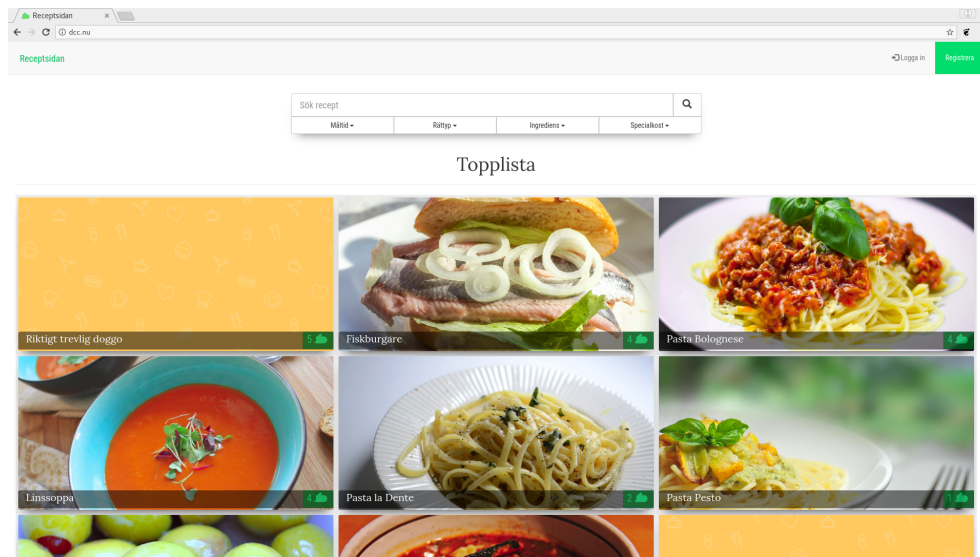 Receptsidan
dcc.nu
Receptsidan
Logga in
Registrera
Sök recept
Måltid
Rättyp
Ingrediens
Specialkost
Topplista
Riktigt trevlig doggo
5
Fiskburgare
4
Pasta Bolognese
4
Linssoppa
4
Pasta la Dente
2
Pasta Pesto
1